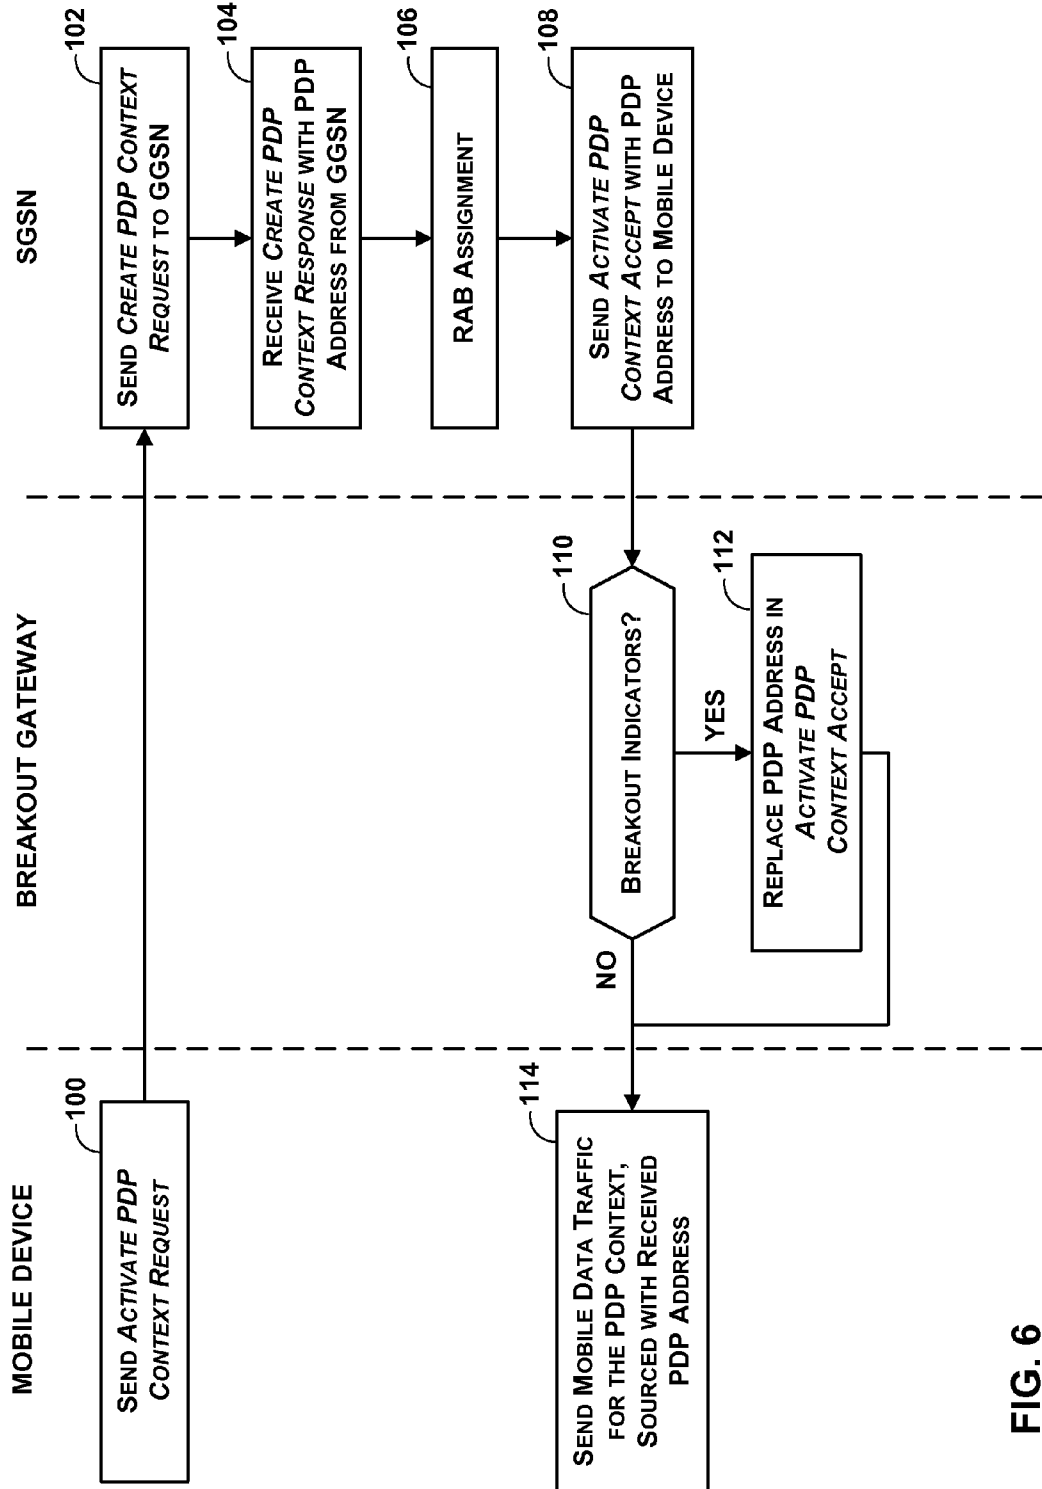 MOBILE DEVICE
BREAKOUT GATEWAY
SGSN
100
SEND ACTIVATE PDP
CONTEXT REQUEST
102
SEND CREATE PDP CONTEXT
REQUEST TO GGSN
104
RECEIVE CREATE PDP
CONTEXT RESPONSE WITH PDP
ADDRESS FROM GGSN
106
RAB ASSIGNMENT
108
SEND ACTIVATE PDP
CONTEXT ACCEPT WITH PDP
ADDRESS TO MOBILE DEVICE
110
BREAKOUT INDICATORS?
NO
YES
112
REPLACE PDP ADDRESS IN
ACTIVATE PDP
CONTEXT ACCEPT
114
SEND MOBILE DATA TRAFFIC
FOR THE PDP CONTEXT,
SOURCED WITH RECEIVED
PDP ADDRESS
FIG. 6